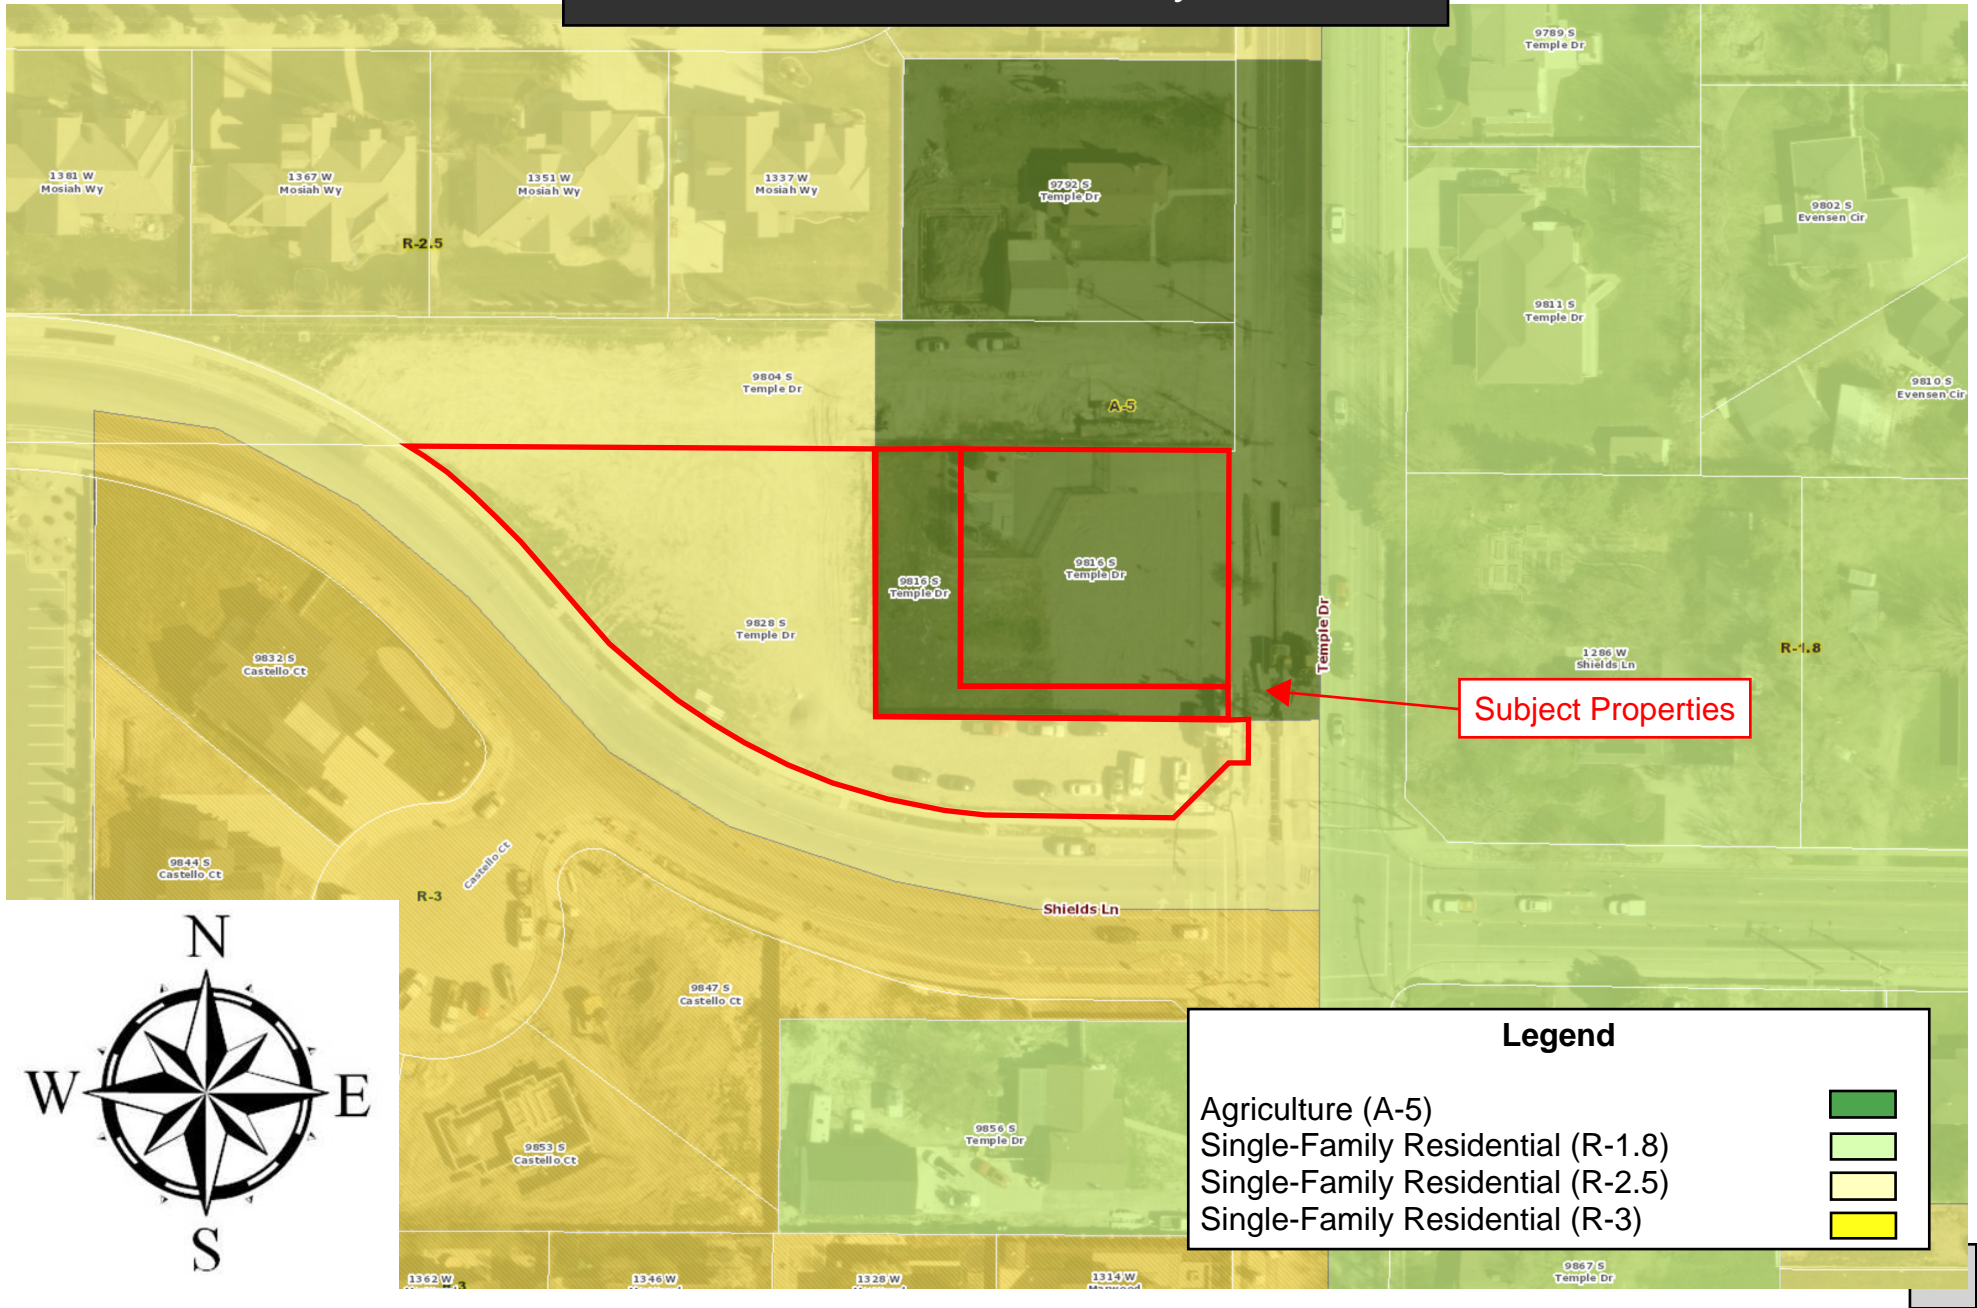 9789 S
Temple Dr
1381 W
Mosiah Wy
1367 W
Mosiah Wy
1351 W
Mosiah Wy
1337 W
Mosiah Wy
9792 S
Temple Dr
9802 S
Evensen Cir
R-2.5
9811 S
Temple Dr
9804 S
Temple Dr
A-5
9810 S
Evensen Cir
9816 S
Temple Dr
9816 S
Temple Dr
9828 S
Temple Dr
Temple Dr
1286 W
Shields Ln
R-1.8
9832 S
Castello Ct
Subject Properties
9844 S
Castello Ct
Castello Ct
R-3
Shields Ln
N
W
E
S
9847 S
Castello Ct
9853 S
Castello Ct
9856 S
Temple Dr
Legend
Agriculture (A-5)
Single-Family Residential (R-1.8)
Single-Family Residential (R-2.5)
Single-Family Residential (R-3)
1362 W
1346 W
1328 W
1314 W
9867 S
Temple Dr